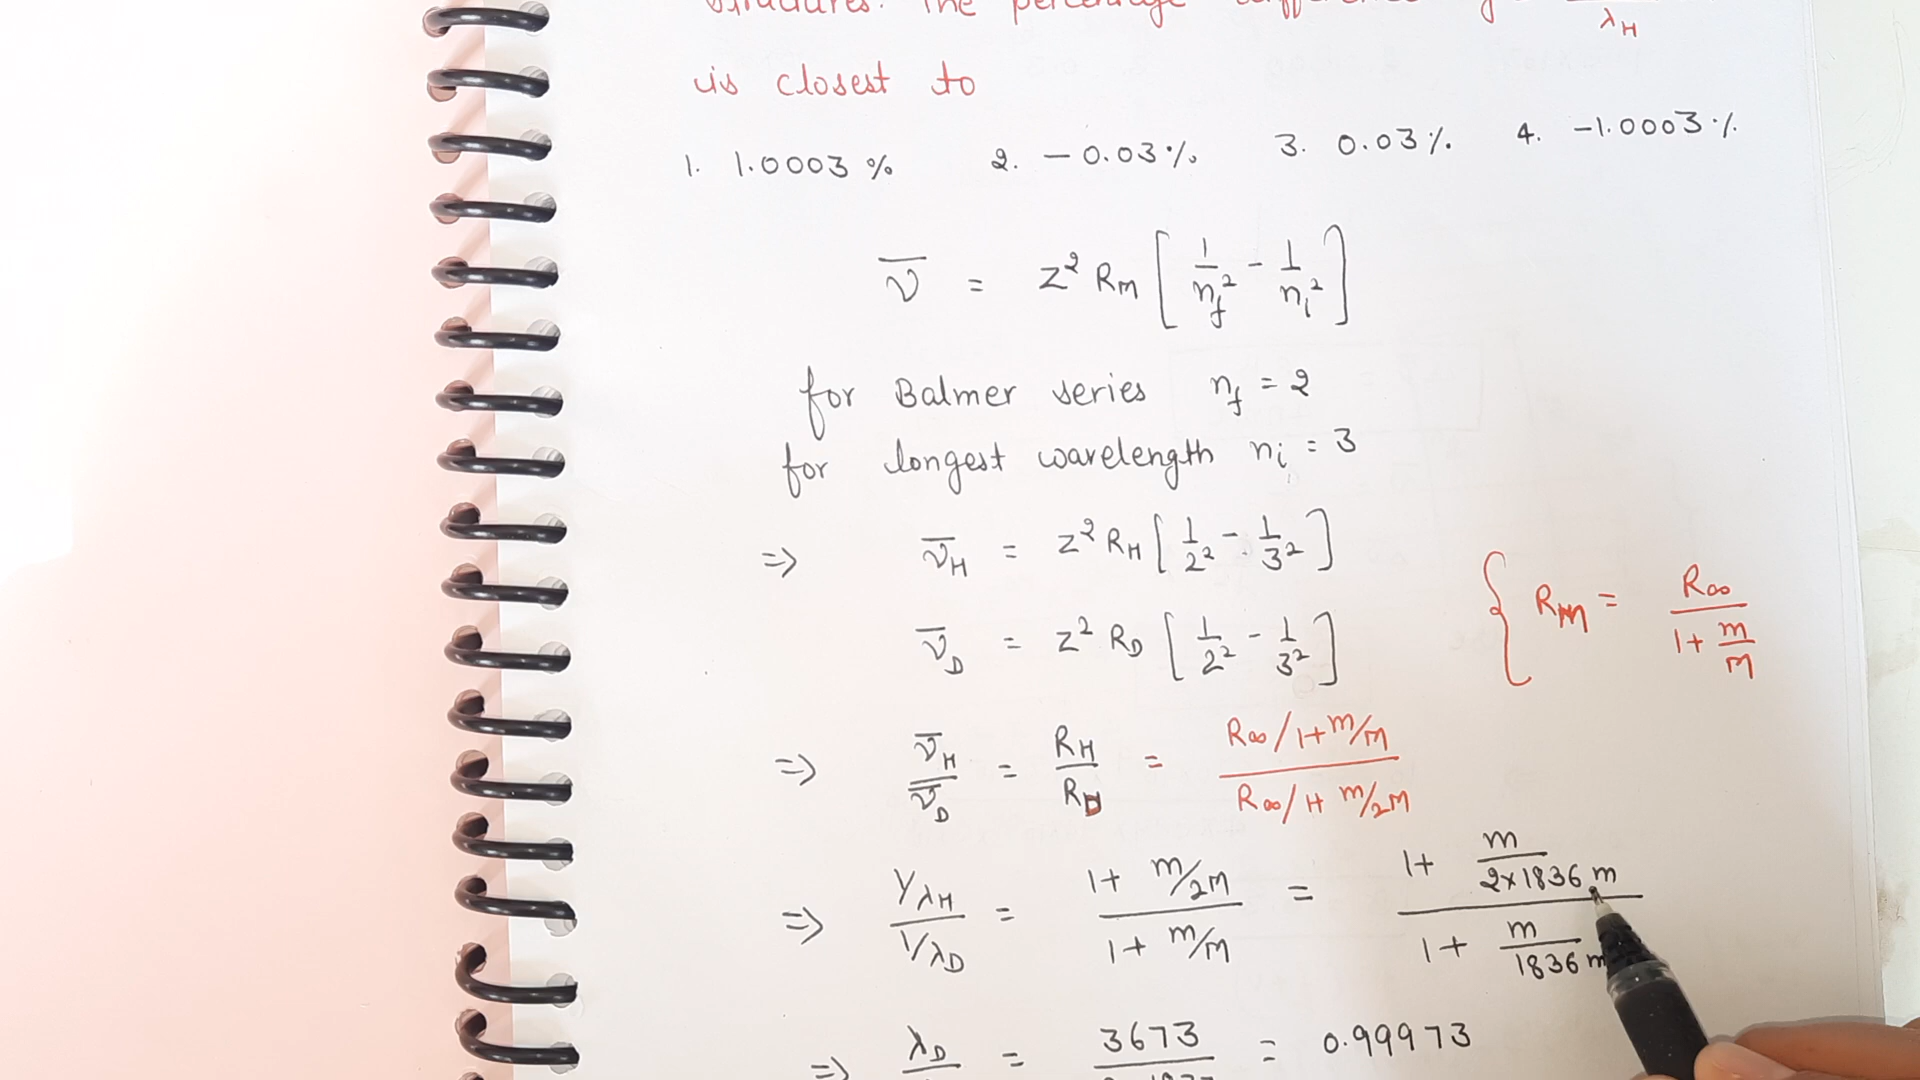 The percentage
λH
is closest to
1. 1.0003 % 2. -0.03 % 3. 0.03 %. 4. -1.0003 %.
ν̅ = Z² Rm [ 1/nf² - 1/ni² ]
for Balmer series nf = 2
for longest wavelength ni = 3
=> ν̅H = Z² RH [ 1/2² - 1/3² ]
{ RM = R∞ / 1+ m/M
ν̅D = Z² RD [ 1/2² - 1/3² ]
=> ν̅H/ν̅D = RH/RD = R∞/1+m/M / R∞/1+ m/2M
=> 1/λH / 1/λD = 1+ m/2M / 1+ m/M = 1+ m/2×1836 m / 1+ m/1836 m
=> λD = 3673 = 0.99973